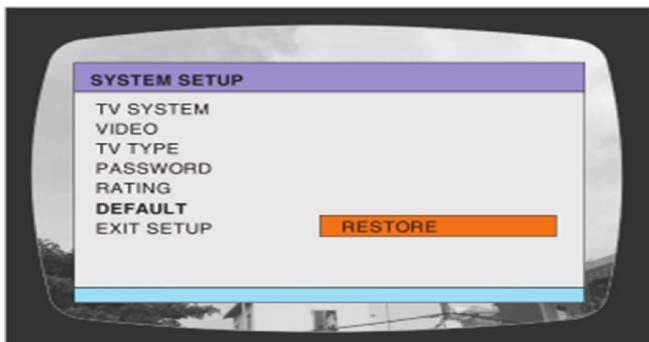 SYSTEM SETUP
TV SYSTEM
VIDEO
TV TYPE
PASSWORD
RATING
DEFAULT
EXIT SETUP
RESTORE